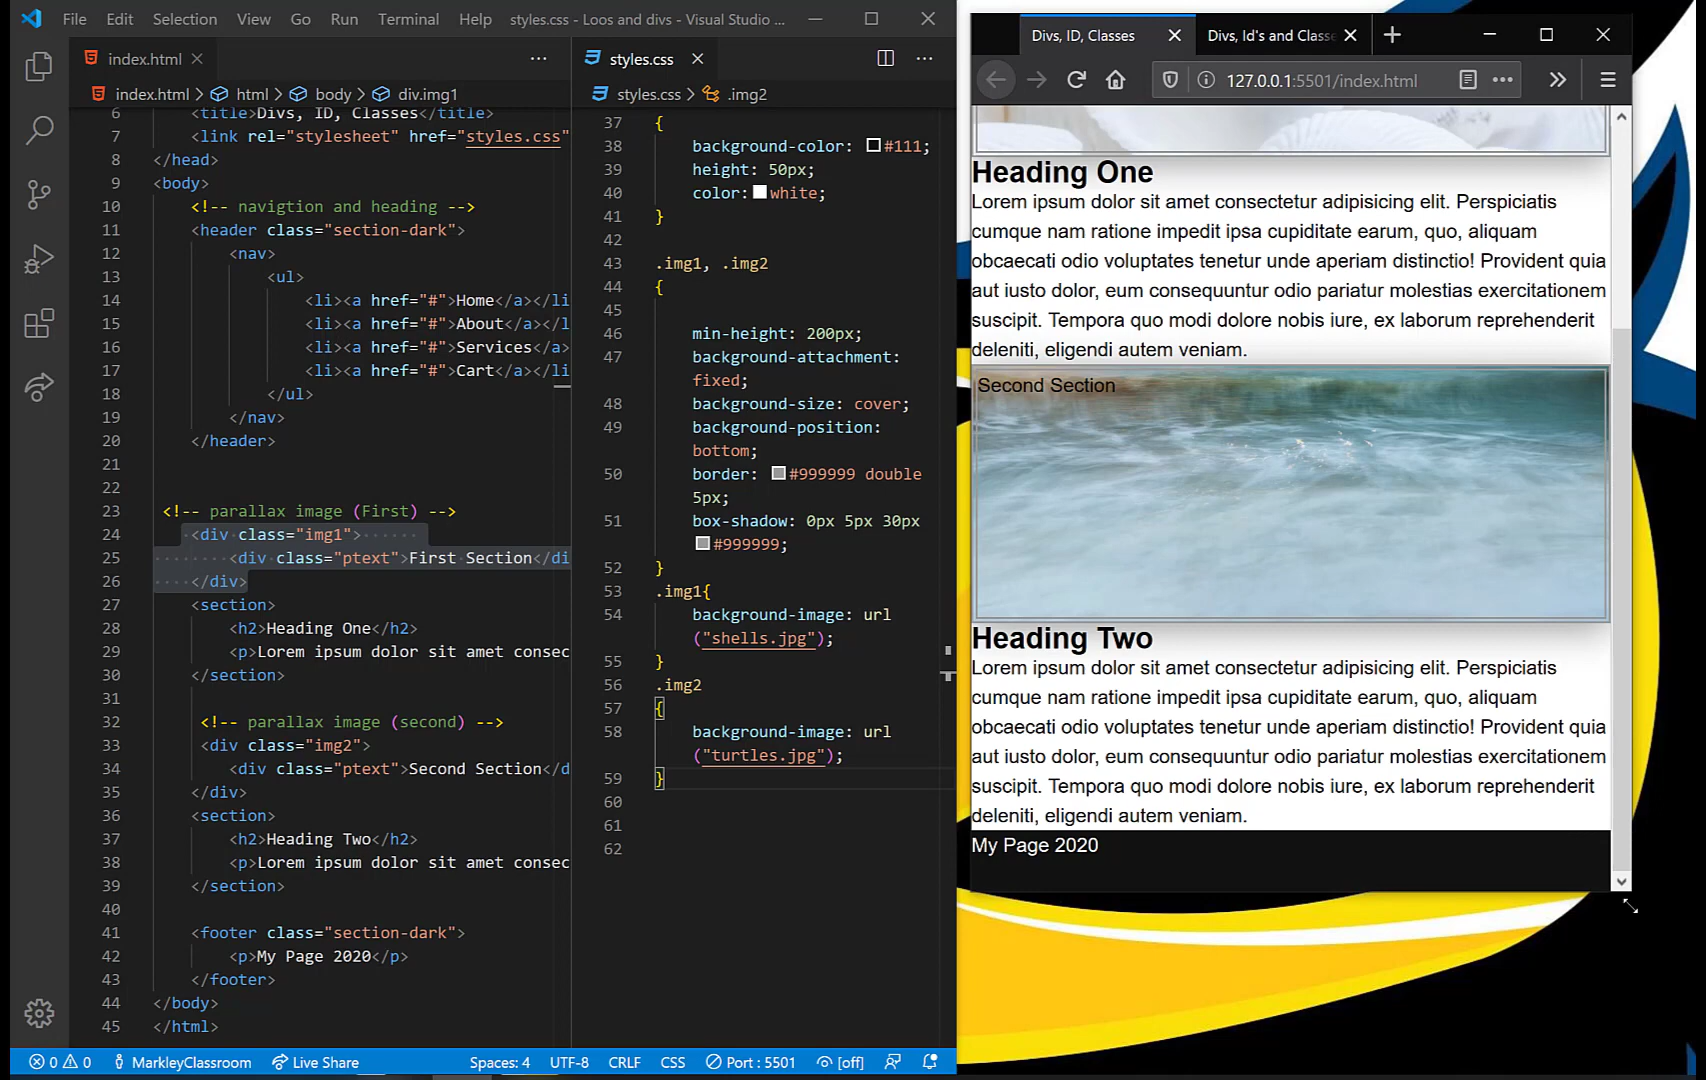 File Edit Selection View Go Run Terminal Help styles.css - Loos and divs - Visual Studio ...
index.html
index.html > html > body > div.img1
6 <title>Divs, ID, Classes</title>
7 <link rel="stylesheet" href="styles.css"
8 </head>
9 <body>
10 <!-- navigtion and heading -->
11 <header class="section-dark">
12 <nav>
13 <ul>
14 <li><a href="#">Home</a></li
15 <li><a href="#">About</a></l
16 <li><a href="#">Services</a>
17 <li><a href="#">Cart</a></li
18 </ul>
19 </nav>
20 </header>
21
22
23 <!-- parallax image (First) -->
24 <div class="img1">
25 <div class="ptext">First Section</di
26 </div>
27 <section>
28 <h2>Heading One</h2>
29 <p>Lorem ipsum dolor sit amet consec
30 </section>
31
32 <!-- parallax image (second) -->
33 <div class="img2">
34 <div class="ptext">Second Section</d
35 </div>
36 <section>
37 <h2>Heading Two</h2>
38 <p>Lorem ipsum dolor sit amet consec
39 </section>
40
41 <footer class="section-dark">
42 <p>My Page 2020</p>
43 </footer>
44 </body>
45 </html>
styles.css
styles.css > .img2
37 {
38 background-color: #111;
39 height: 50px;
40 color: white;
41 }
42
43 .img1, .img2
44 {
45
46 min-height: 200px;
47 background-attachment:
fixed;
48 background-size: cover;
49 background-position:
bottom;
50 border: #999999 double
5px;
51 box-shadow: 0px 5px 30px
#999999;
52 }
53 .img1{
54 background-image: url
("shells.jpg");
55 }
56 .img2
57 {
58 background-image: url
("turtles.jpg");
59 }
60
61
62
0 0 MarkleyClassroom Live Share Spaces: 4 UTF-8 CRLF CSS Port : 5501 [off]
Divs, ID, Classes
Divs, Id's and Classe
127.0.0.1:5501/index.html
Heading One
Lorem ipsum dolor sit amet consectetur adipisicing elit. Perspiciatis
cumque nam ratione impedit ipsa cupiditate earum, quo, aliquam
obcaecati odio voluptates tenetur unde aperiam distinctio! Provident quia
aut iusto dolor, eum consequuntur odio pariatur molestias exercitationem
suscipit. Tempora quo modi dolore nobis iure, ex laborum reprehenderit
deleniti, eligendi autem veniam.
Second Section
Heading Two
Lorem ipsum dolor sit amet consectetur adipisicing elit. Perspiciatis
cumque nam ratione impedit ipsa cupiditate earum, quo, aliquam
obcaecati odio voluptates tenetur unde aperiam distinctio! Provident quia
aut iusto dolor, eum consequuntur odio pariatur molestias exercitationem
suscipit. Tempora quo modi dolore nobis iure, ex laborum reprehenderit
deleniti, eligendi autem veniam.
My Page 2020